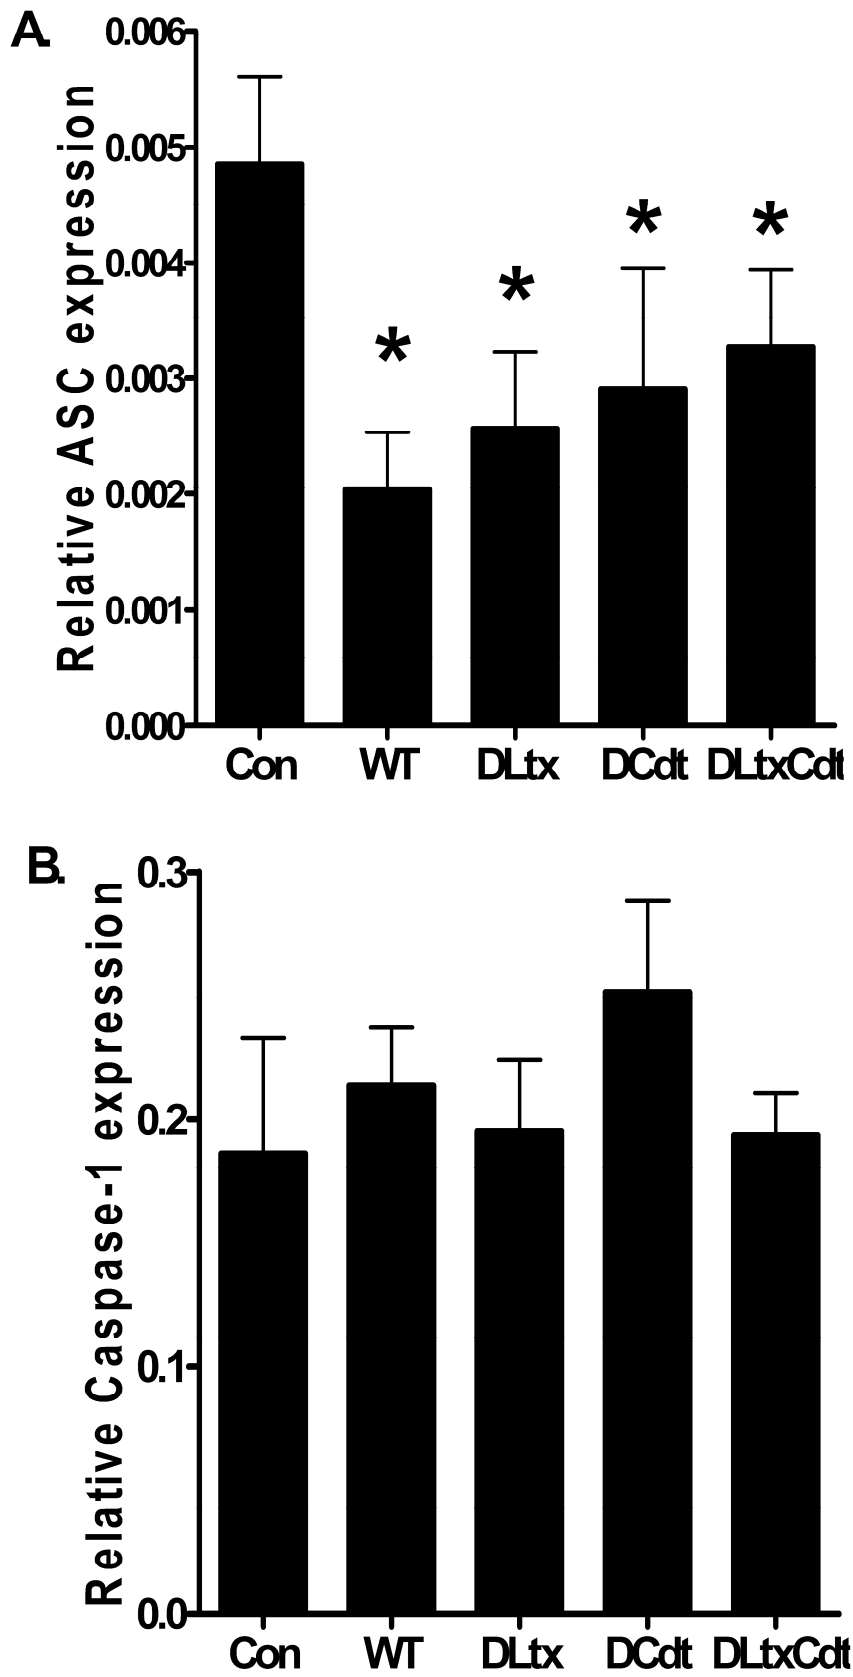 A.
Relative ASC expression
0.006
0.005
0.004
0.003
0.002
0.001
0.000
*
*
*
*
Con WT DLtx DCdt DLtxCdt
B.
Relative Caspase-1 expression
0.3
0.2
0.1
0.0
Con WT DLtx DCdt DLtxCdt